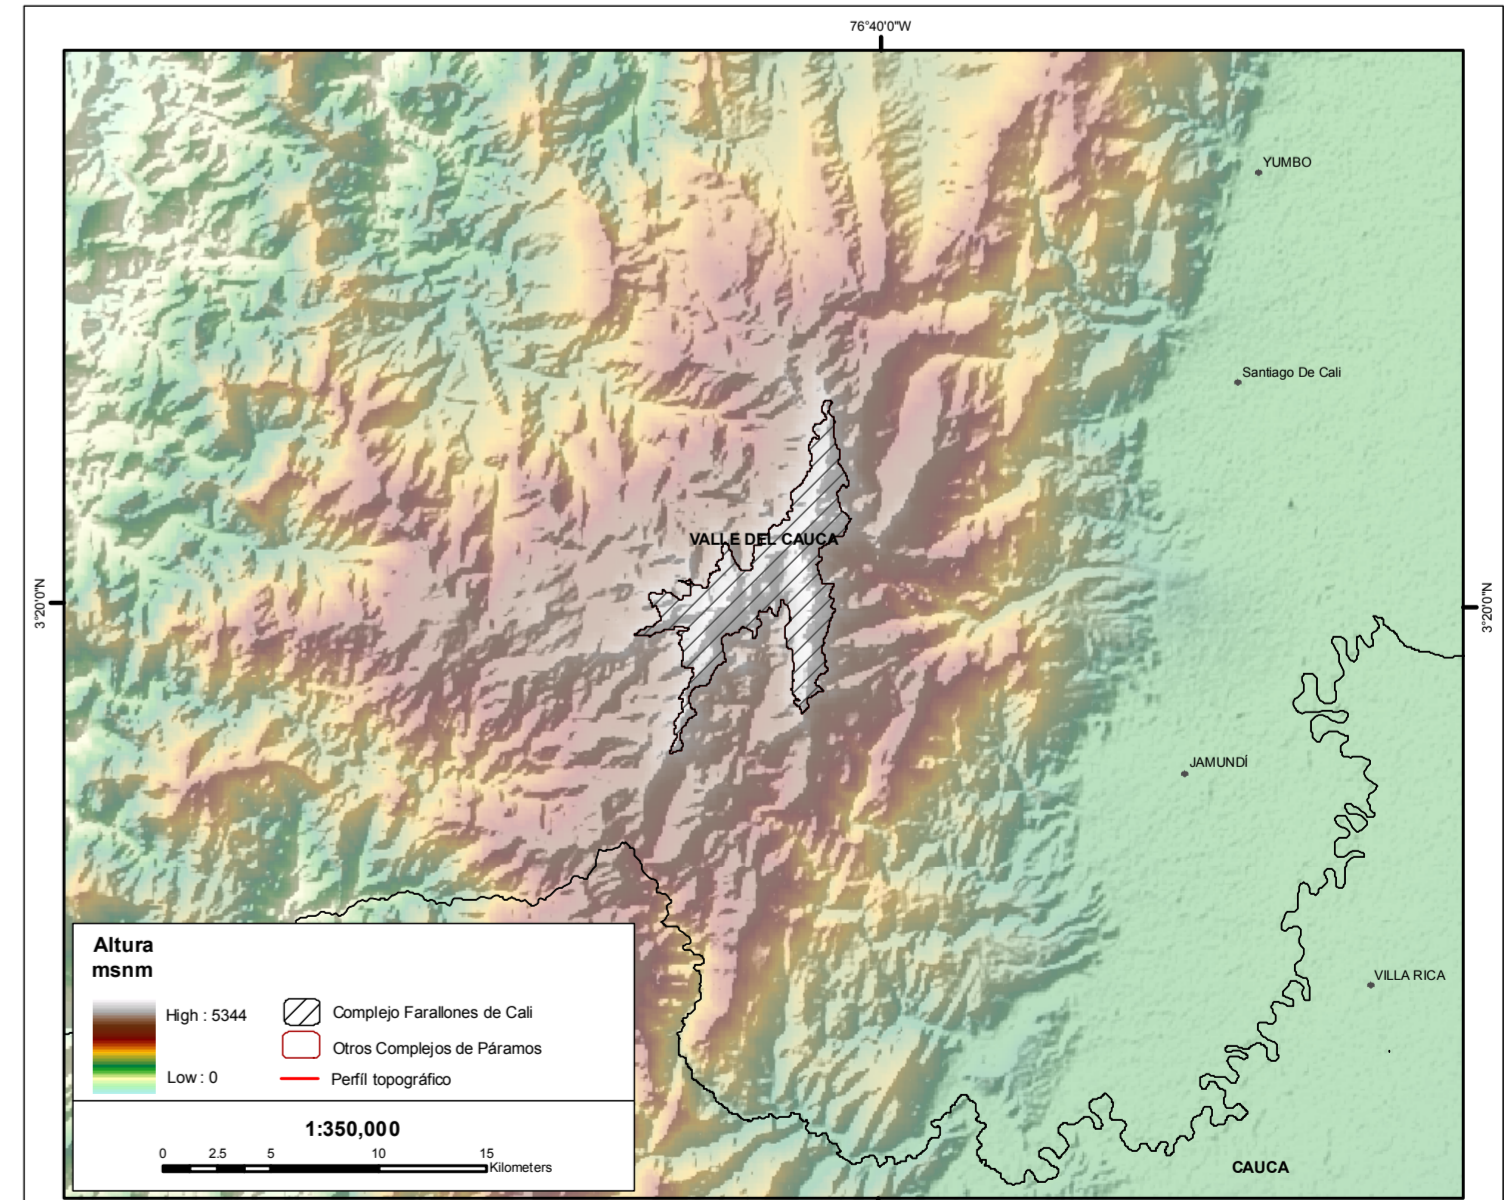 76°40'0"W
YUMBO
Santiago De Cali
VALLE DEL CAUCA
3°20'0"N
3°20'0"N
JAMUNDÍ
VILLA RICA
CAUCA
Altura
msnm
High : 5344
Low : 0
Complejo Farallones de Cali
Otros Complejos de Páramos
Perfíl topográfico
1:350,000
0 2.5 5 10 15
Kilometers